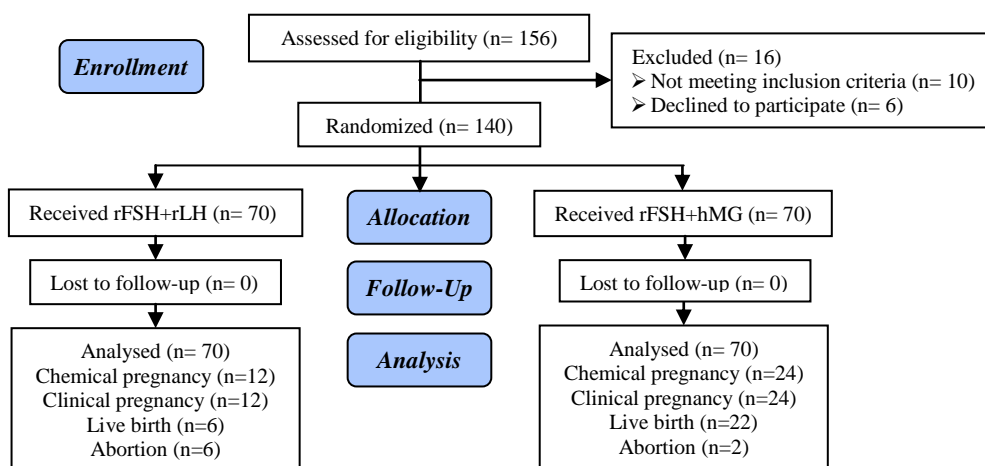 Assessed for eligibility (n= 156)
Enrollment
Excluded (n= 16)
➢ Not meeting inclusion criteria (n= 10)
➢ Declined to participate (n= 6)
Randomized (n= 140)
Received rFSH+rLH (n= 70)
Allocation
Received rFSH+hMG (n= 70)
Lost to follow-up (n= 0)
Follow-Up
Lost to follow-up (n= 0)
Analysed (n= 70)
Chemical pregnancy (n=12)
Clinical pregnancy (n=12)
Live birth (n=6)
Abortion (n=6)
Analysis
Analysed (n= 70)
Chemical pregnancy (n=24)
Clinical pregnancy (n=24)
Live birth (n=22)
Abortion (n=2)